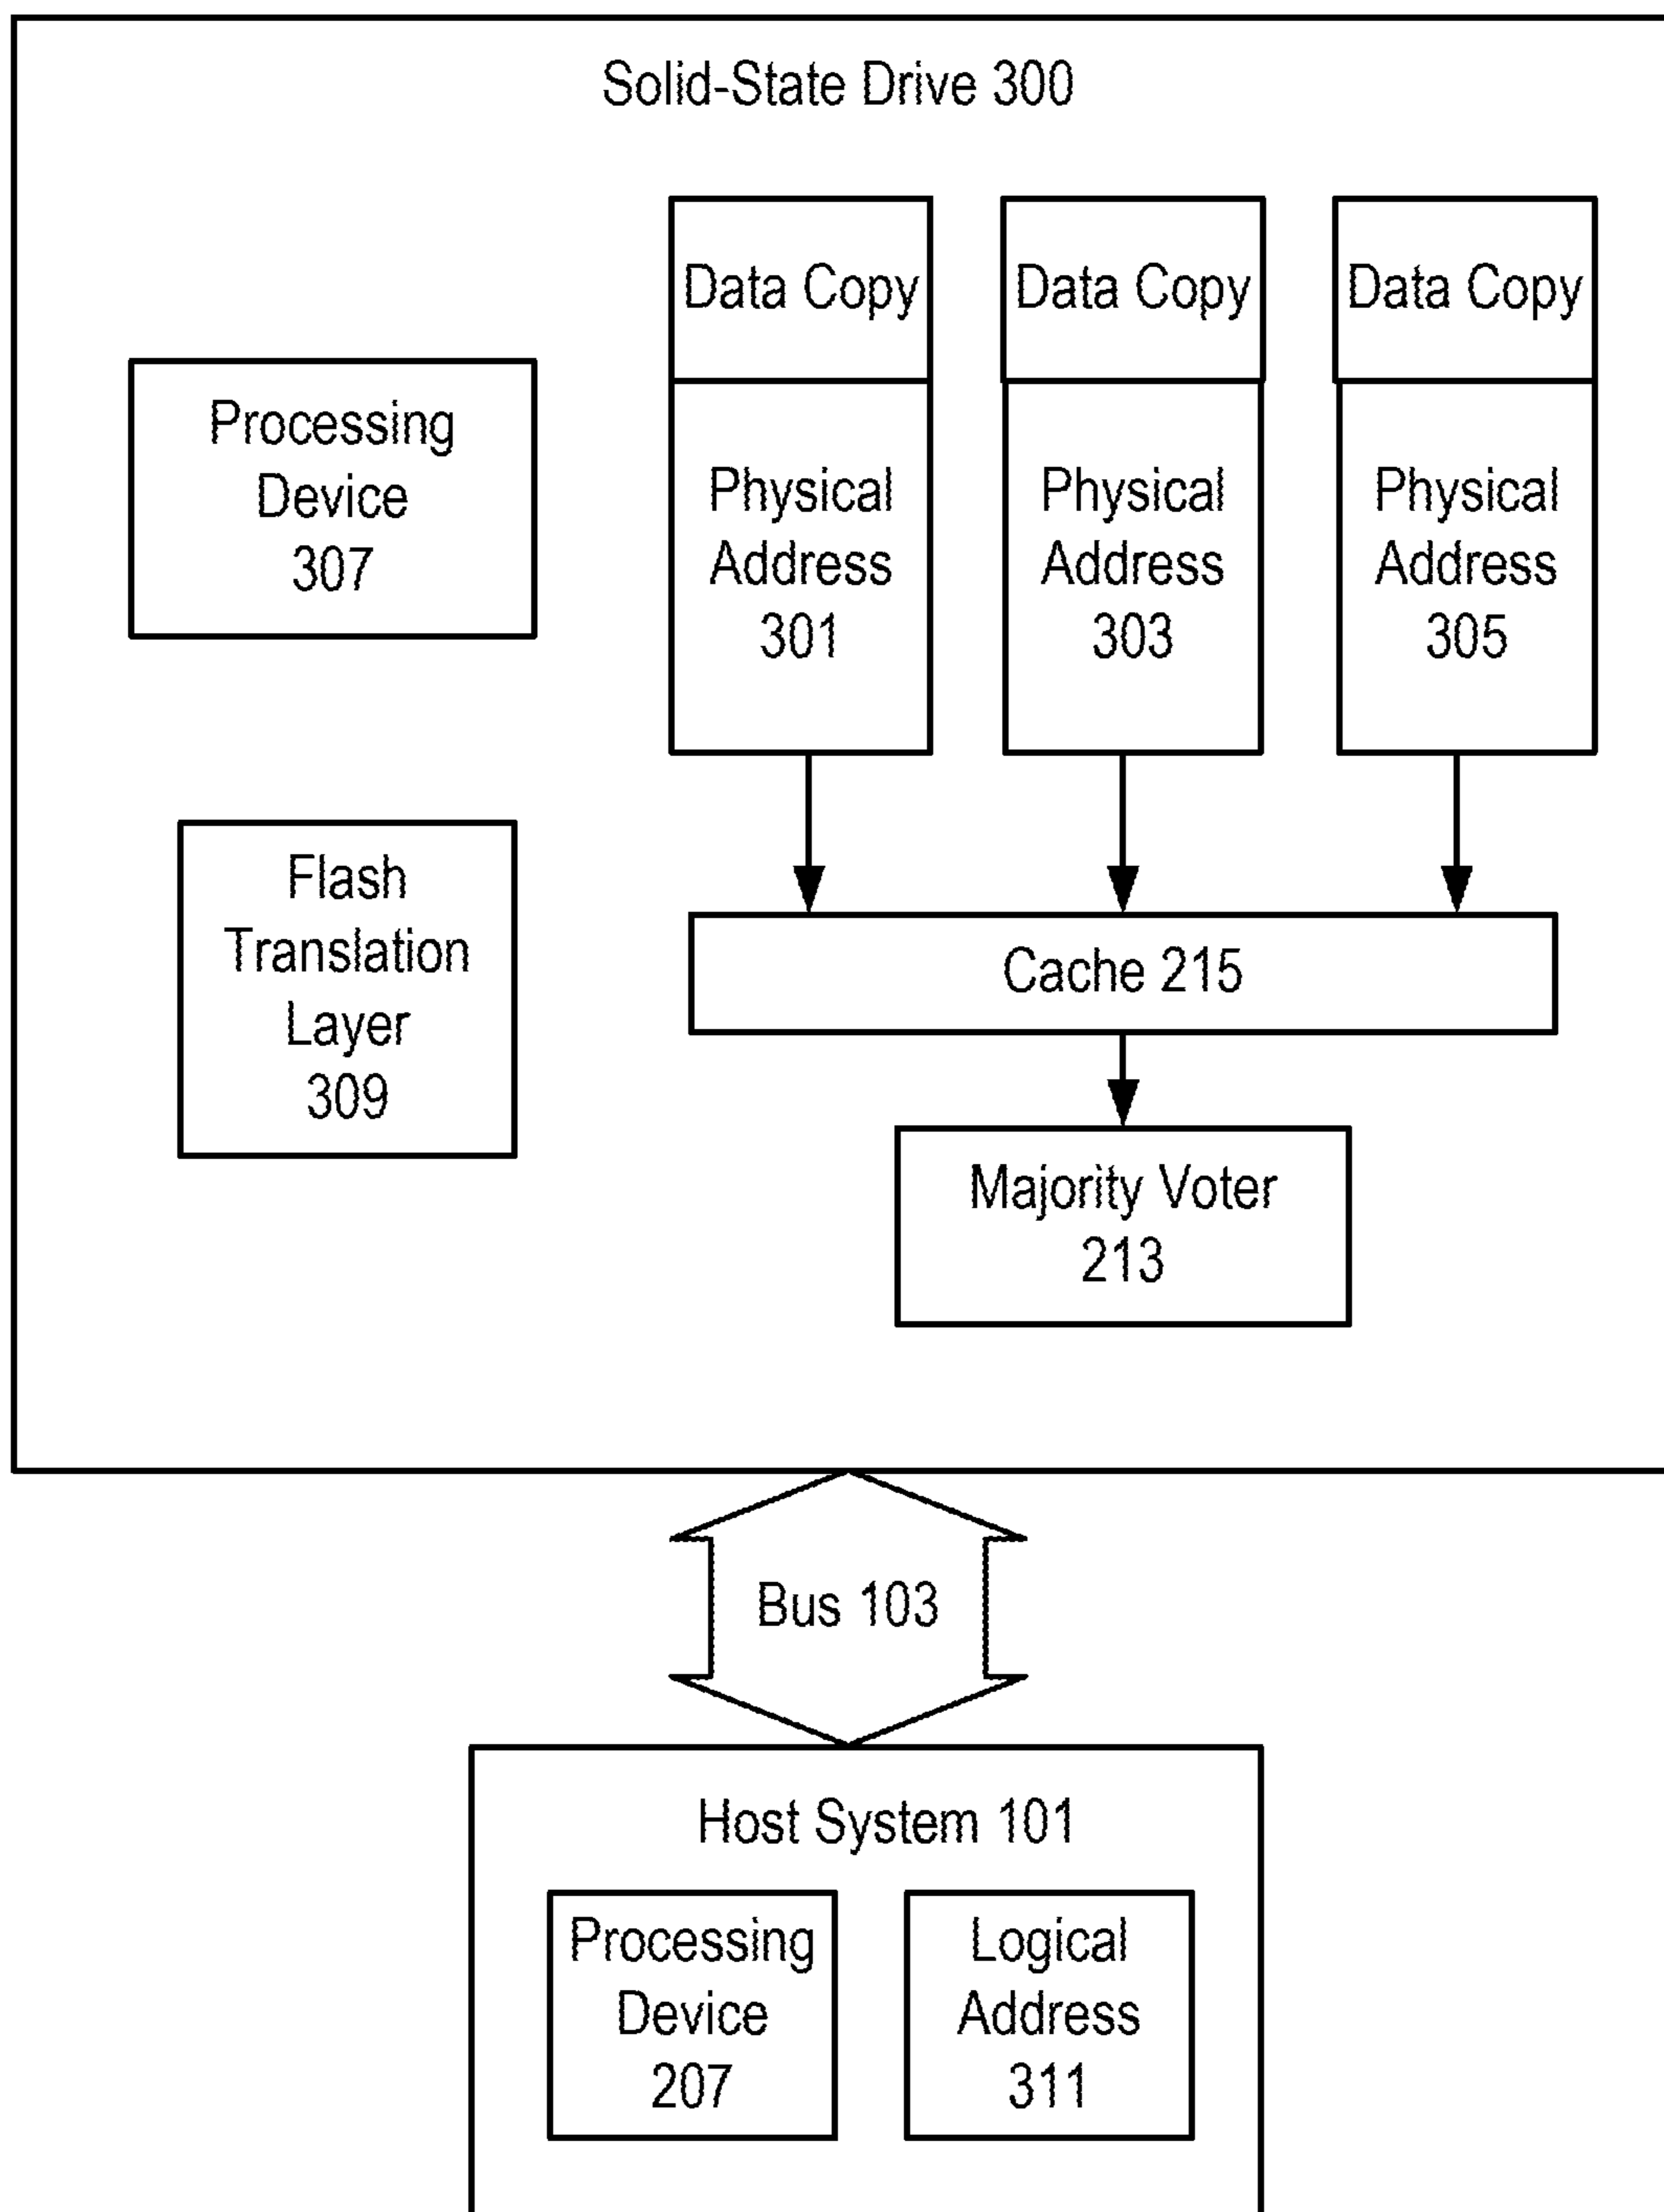 Solid-State Drive 300
Data Copy
Data Copy
Data Copy
Processing
Device
307
Physical
Address
301
Physical
Address
303
Physical
Address
305
Flash
Translation
Layer
309
Cache 215
Majority Voter
213
Bus 103
Host System 101
Processing
Device
207
Logical
Address
311